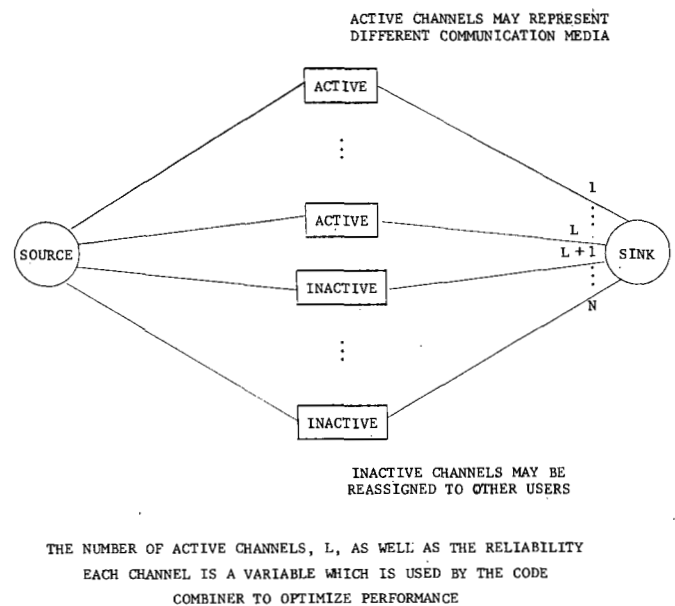 ACTIVE CHANNELS MAY REPRESENT
DIFFERENT COMMUNICATION MEDIA
ACTIVE
ACTIVE
SOURCE
INACTIVE
INACTIVE
1
L
L + 1
N
SINK
INACTIVE CHANNELS MAY BE
REASSIGNED TO OTHER USERS
THE NUMBER OF ACTIVE CHANNELS, L, AS WELL AS THE RELIABILITY
EACH CHANNEL IS A VARIABLE WHICH IS USED BY THE CODE
COMBINER TO OPTIMIZE PERFORMANCE